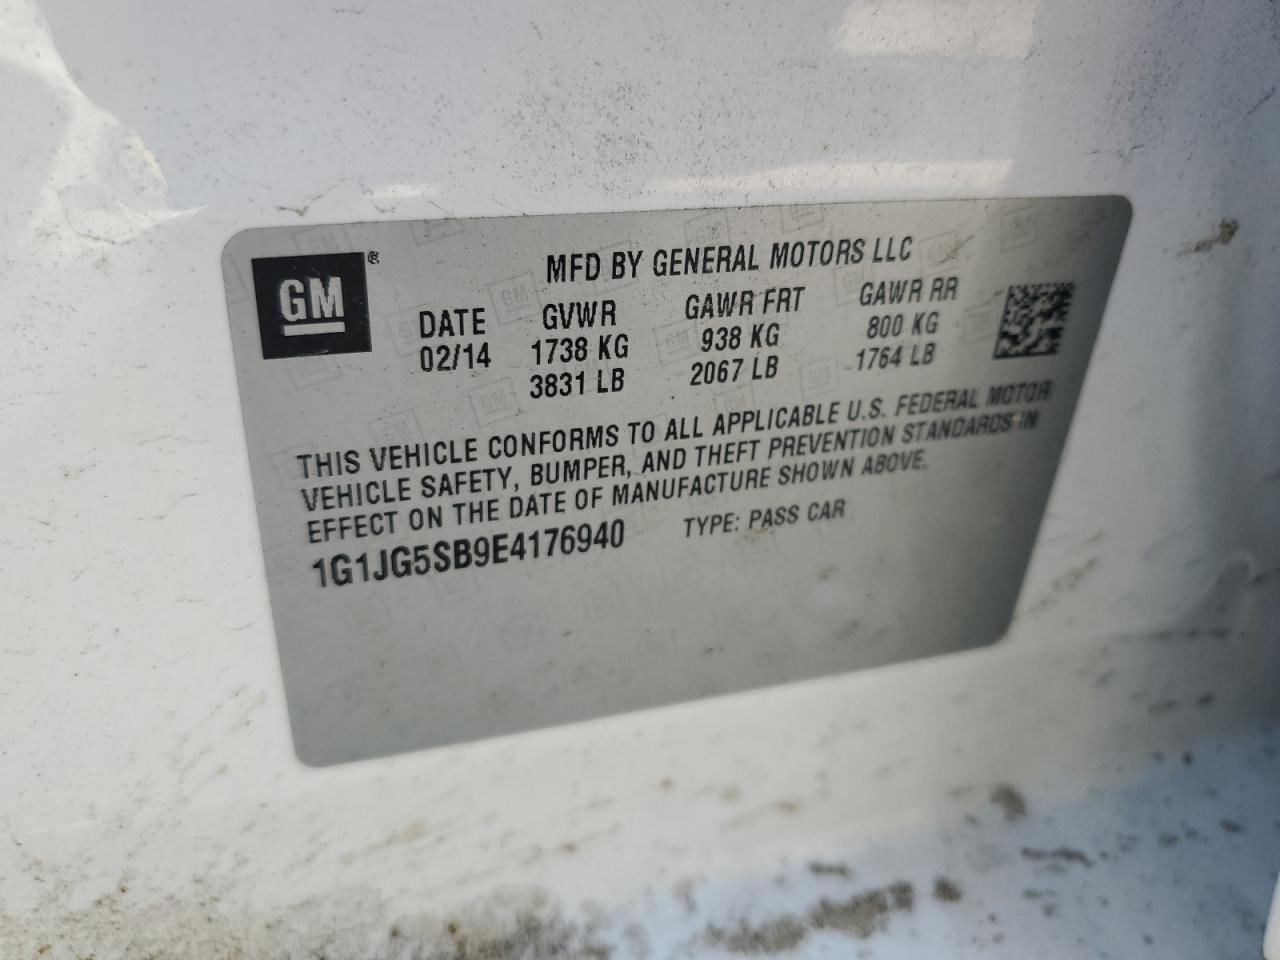 GM®
MFD BY GENERAL MOTORS LLC
DATE GVWR GAWR FRT GAWR RR
02/14 1738 KG 938 KG 800 KG
3831 LB 2067 LB 1764 LB
THIS VEHICLE CONFORMS TO ALL APPLICABLE U.S. FEDERAL MOTOR
VEHICLE SAFETY, BUMPER, AND THEFT PREVENTION STANDARDS IN
EFFECT ON THE DATE OF MANUFACTURE SHOWN ABOVE.
1G1JG5SB9E4176940 TYPE: PASS CAR